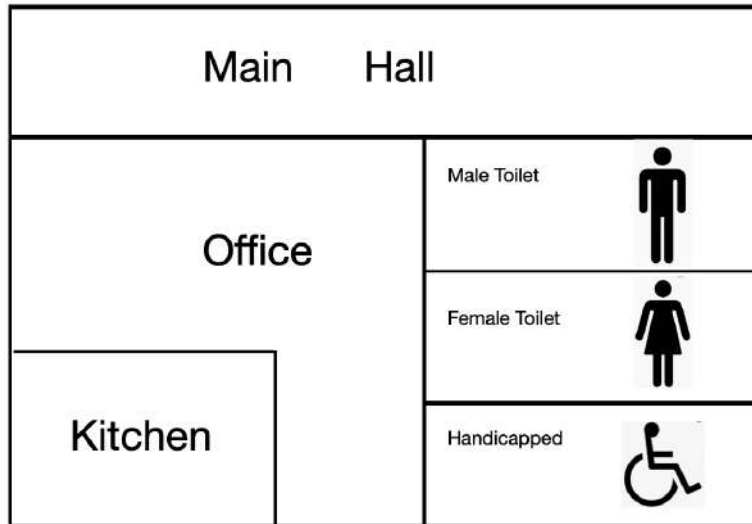 Main Hall
Male Toilet
Office
Female Toilet
Kitchen
Handicapped